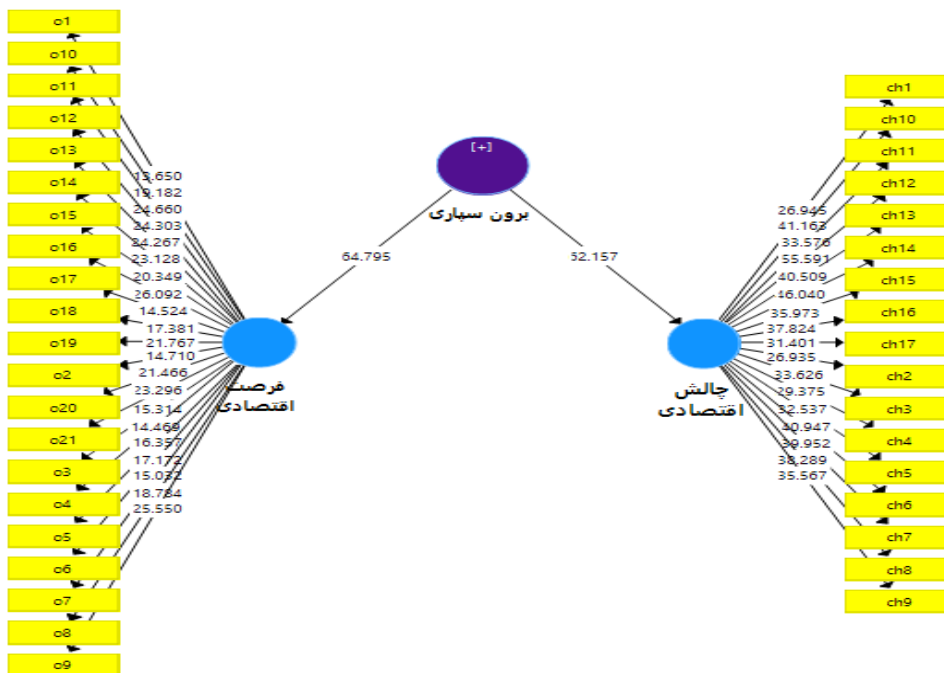 o1
o10
o11
o12
o13
o14
o15
o16
o17
o18
o19
o2
o20
o21
o3
o4
o5
o6
o7
o8
o9
13.650
19.182
24.660
24.303
24.267
23.128
20.349
26.092
14.524
17.381
21.767
14.710
21.466
23.296
15.314
14.469
16.357
17.172
15.032
18.784
25.550
فرصت
اقتصادی
64.795
[+]
برون سپاری
52.157
چالش
اقتصادی
26.945
41.163
33.576
55.591
40.509
46.040
35.973
37.824
31.401
26.935
33.626
29.375
32.537
40.947
39.952
38.289
35.567
ch1
ch10
ch11
ch12
ch13
ch14
ch15
ch16
ch17
ch2
ch3
ch4
ch5
ch6
ch7
ch8
ch9